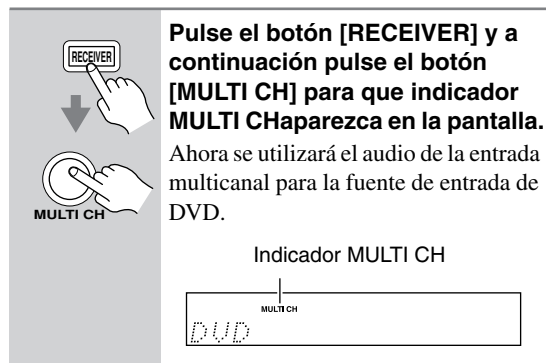 RECEIVER
MULTI CH
Pulse el botón [RECEIVER] y a
continuación pulse el botón
[MULTI CH] para que indicador
MULTI CHaparezca en la pantalla.
Ahora se utilizará el audio de la entrada
multicanal para la fuente de entrada de
DVD.
Indicador MULTI CH
MULTI CH
DVD